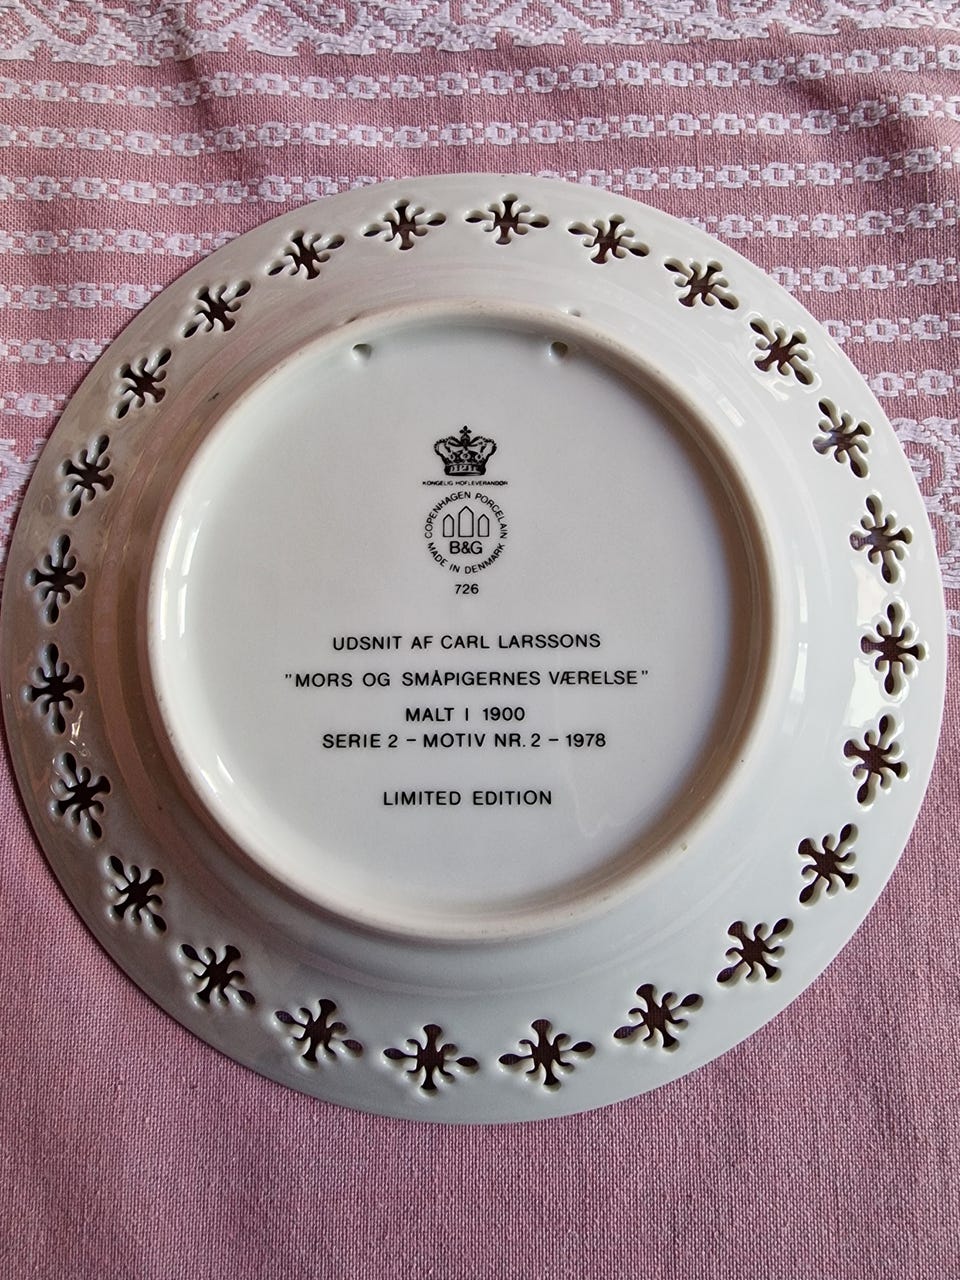 KONGELIG HOFLEVERANDØR
COPENHAGEN PORCELAIN
B&G
MADE IN DENMARK
726
UDSNIT AF CARL LARSSONS
"MORS OG SMÅPIGERNES VÆRELSE"
MALT I 1900
SERIE 2 - MOTIV NR. 2 - 1978
LIMITED EDITION